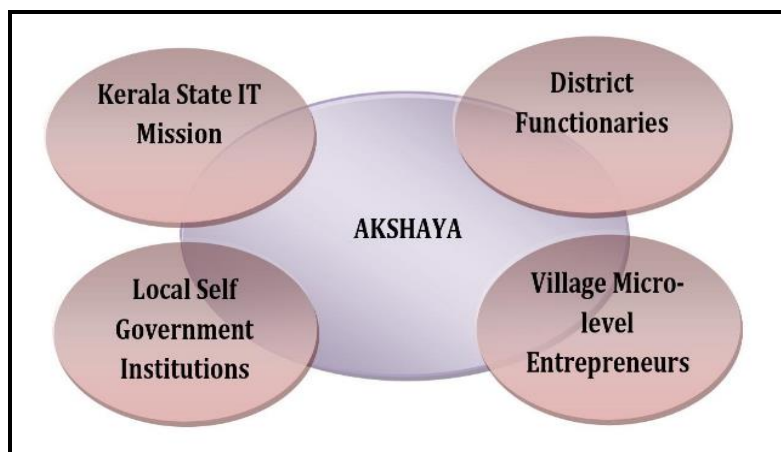 Kerala State IT
Mission
District
Functionaries
AKSHAYA
Local Self
Government
Institutions
Village Micro-
level
Entrepreneurs